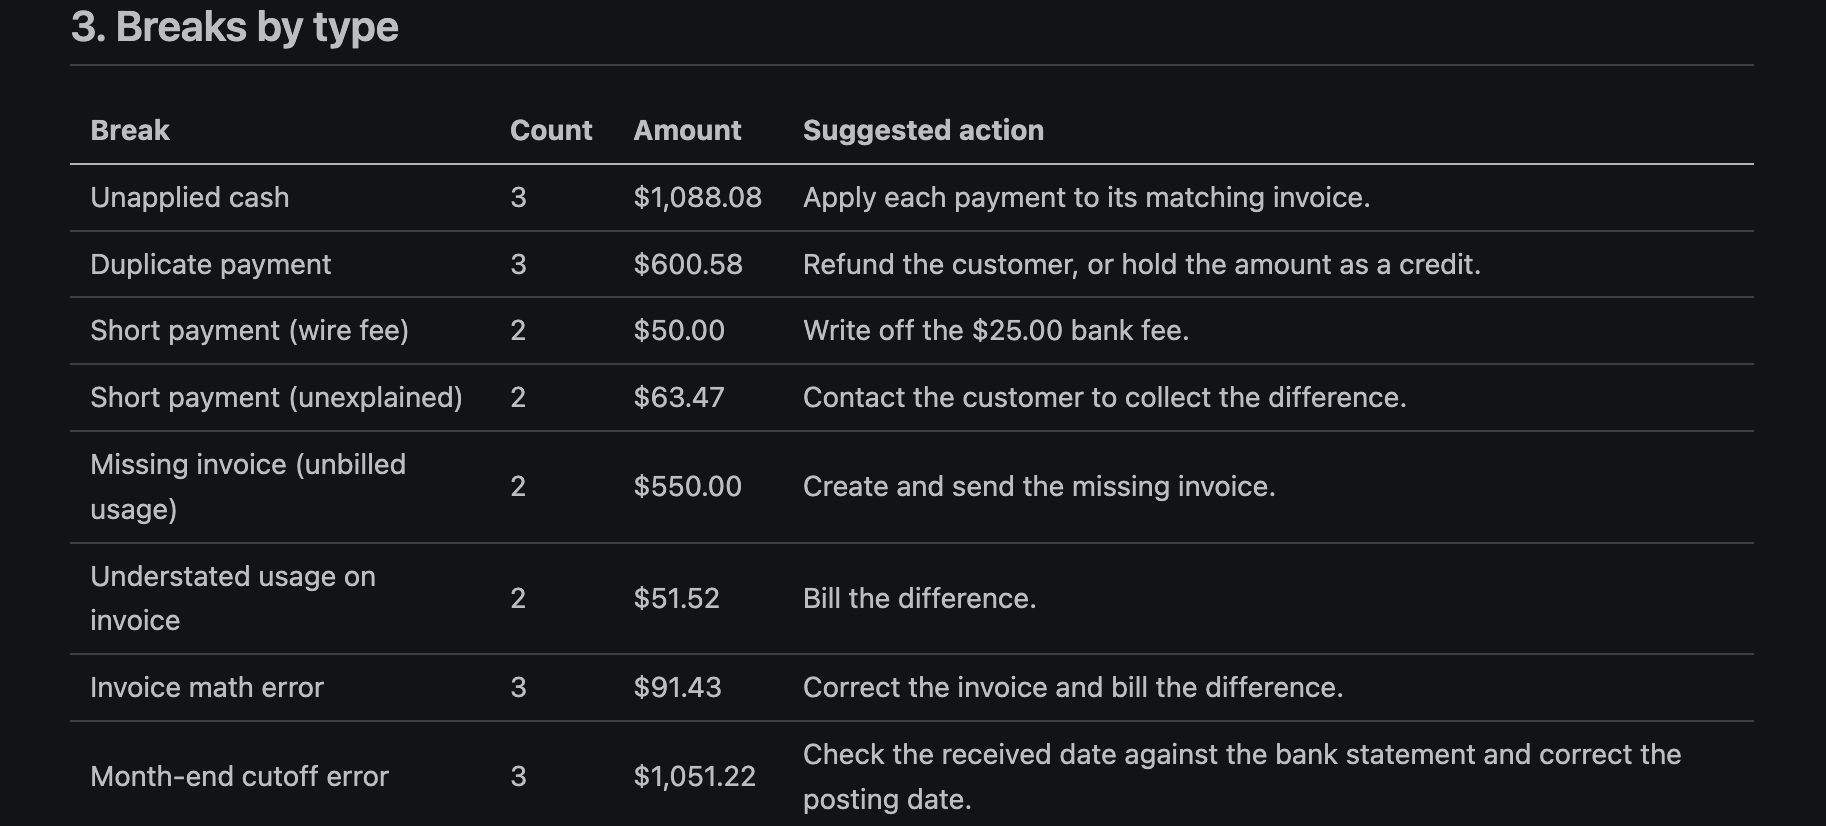 3. Breaks by type
Break Count Amount Suggested action
Unapplied cash 3 $1,088.08 Apply each payment to its matching invoice.
Duplicate payment 3 $600.58 Refund the customer, or hold the amount as a credit.
Short payment (wire fee) 2 $50.00 Write off the $25.00 bank fee.
Short payment (unexplained) 2 $63.47 Contact the customer to collect the difference.
Missing invoice (unbilled
usage) 2 $550.00 Create and send the missing invoice.
Understated usage on
invoice 2 $51.52 Bill the difference.
Invoice math error 3 $91.43 Correct the invoice and bill the difference.
Month-end cutoff error 3 $1,051.22 Check the received date against the bank statement and correct the
posting date.